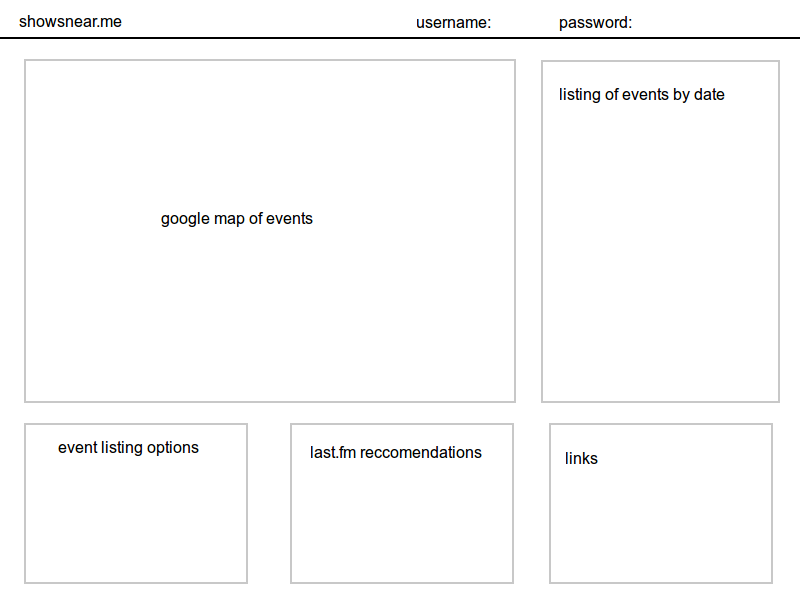 showsnear.me
username:
password:
listing of events by date
google map of events
event listing options
last.fm reccomendations
links